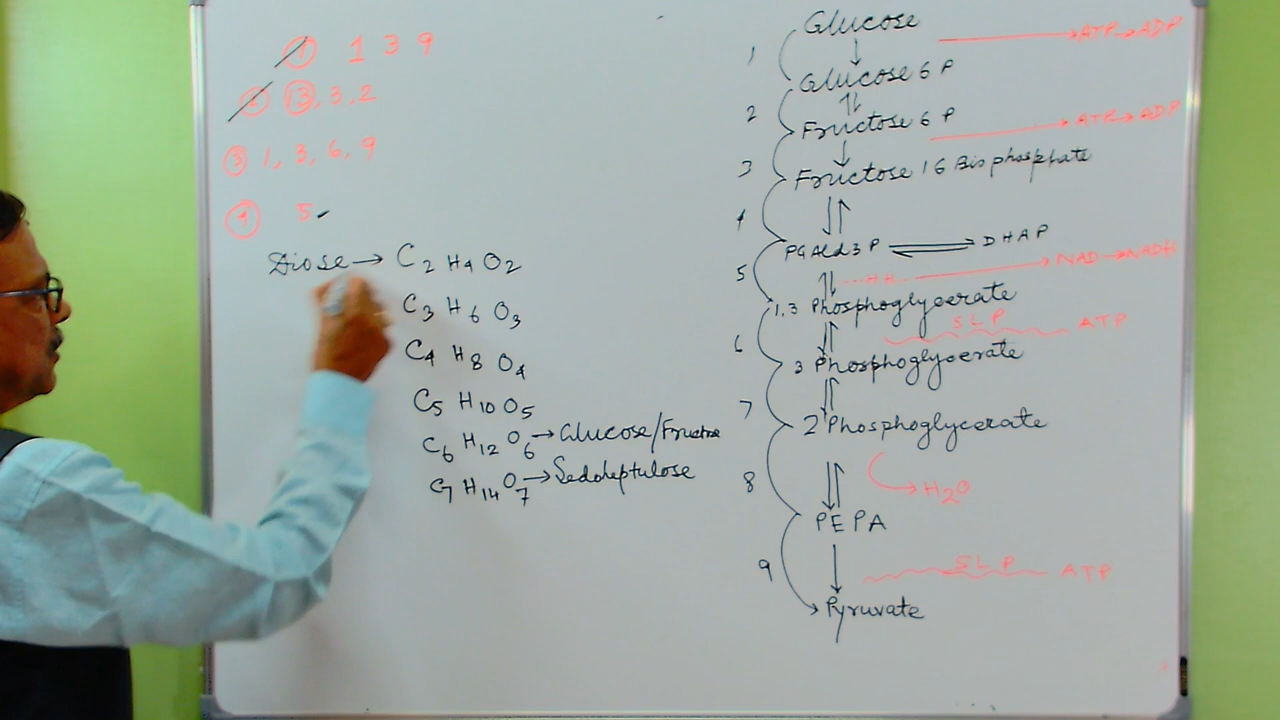 ① 1 3 9
② ⑬, 3, 2
③ 1, 3, 6, 9
④ 5
Diose → C2 H4 O2
C3 H6 O3
C4 H8 O4
C5 H10 O5
C6 H12 O6 → Glucose/Fructose
C7 H14 O7 → Sedoheptulose
Glucose → ATP → ADP
1
Glucose 6 P
2
Fructose 6 P → ATP → ADP
3
Fructose 1 6 Bisphosphate
4
PGAld 3 P ⇌ DHAP
5
NAD → NADH
1,3 Phosphoglycerate
6 SLP ATP
3 Phosphoglycerate
7
2 Phosphoglycerate
8 → H2O
PEPA
9 SLP ATP
Pyruvate